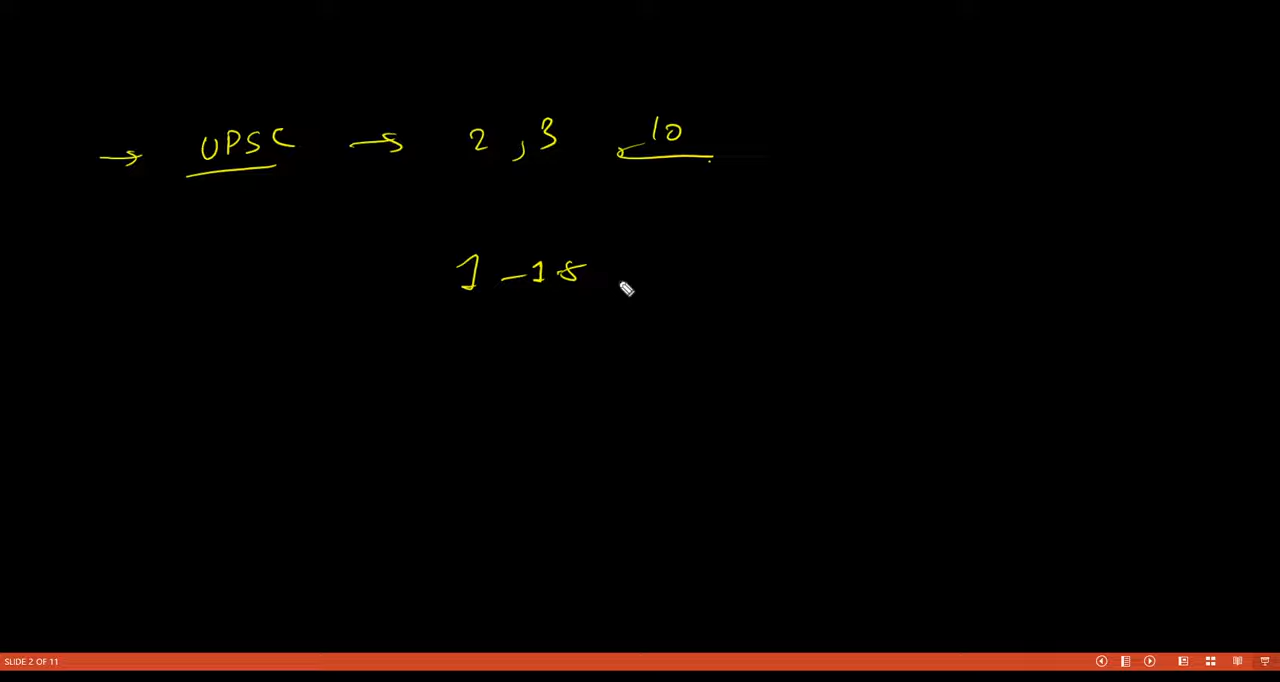 → UPSC → 2 , 3 10
1 - 15
SLIDE 2 OF 11